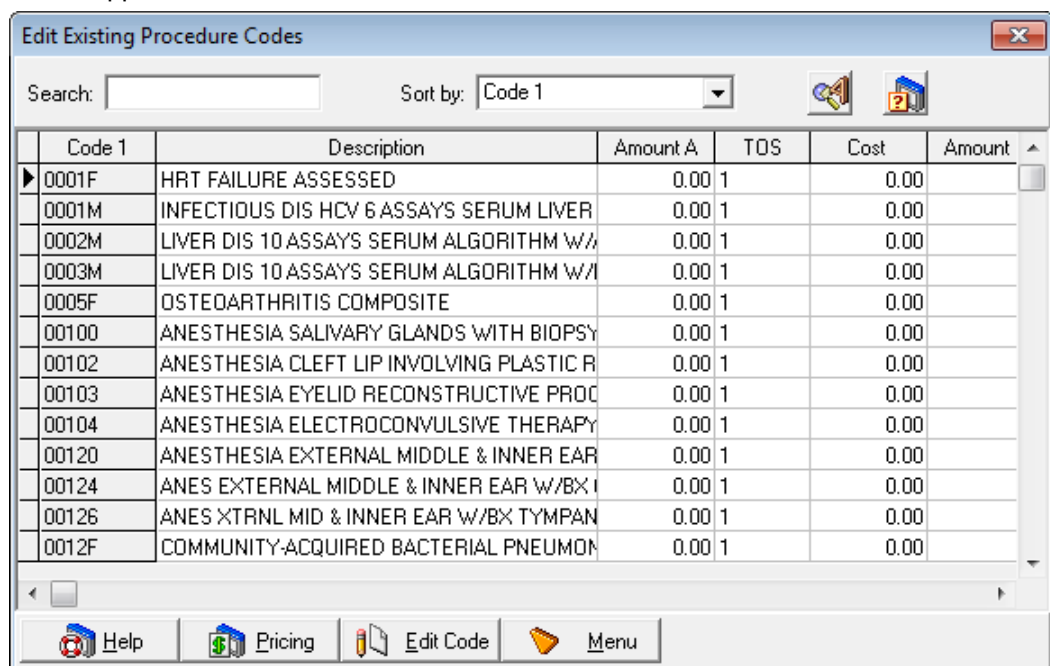 Edit Existing Procedure Codes
Search: Sort by: Code 1
Code 1 Description Amount A TOS Cost Amount
0001F HRT FAILURE ASSESSED 0.00 1 0.00
0001M INFECTIOUS DIS HCV 6 ASSAYS SERUM LIVER 0.00 1 0.00
0002M LIVER DIS 10 ASSAYS SERUM ALGORITHM W/ 0.00 1 0.00
0003M LIVER DIS 10 ASSAYS SERUM ALGORITHM W/ 0.00 1 0.00
0005F OSTEOARTHRITIS COMPOSITE 0.00 1 0.00
00100 ANESTHESIA SALIVARY GLANDS WITH BIOPSY 0.00 1 0.00
00102 ANESTHESIA CLEFT LIP INVOLVING PLASTIC R 0.00 1 0.00
00103 ANESTHESIA EYELID RECONSTRUCTIVE PROC 0.00 1 0.00
00104 ANESTHESIA ELECTROCONVULSIVE THERAPY 0.00 1 0.00
00120 ANESTHESIA EXTERNAL MIDDLE & INNER EAR 0.00 1 0.00
00124 ANES EXTERNAL MIDDLE & INNER EAR W/BX 0.00 1 0.00
00126 ANES XTRNL MID & INNER EAR W/BX TYMPAN 0.00 1 0.00
0012F COMMUNITY-ACQUIRED BACTERIAL PNEUMON 0.00 1 0.00
Help Pricing Edit Code Menu